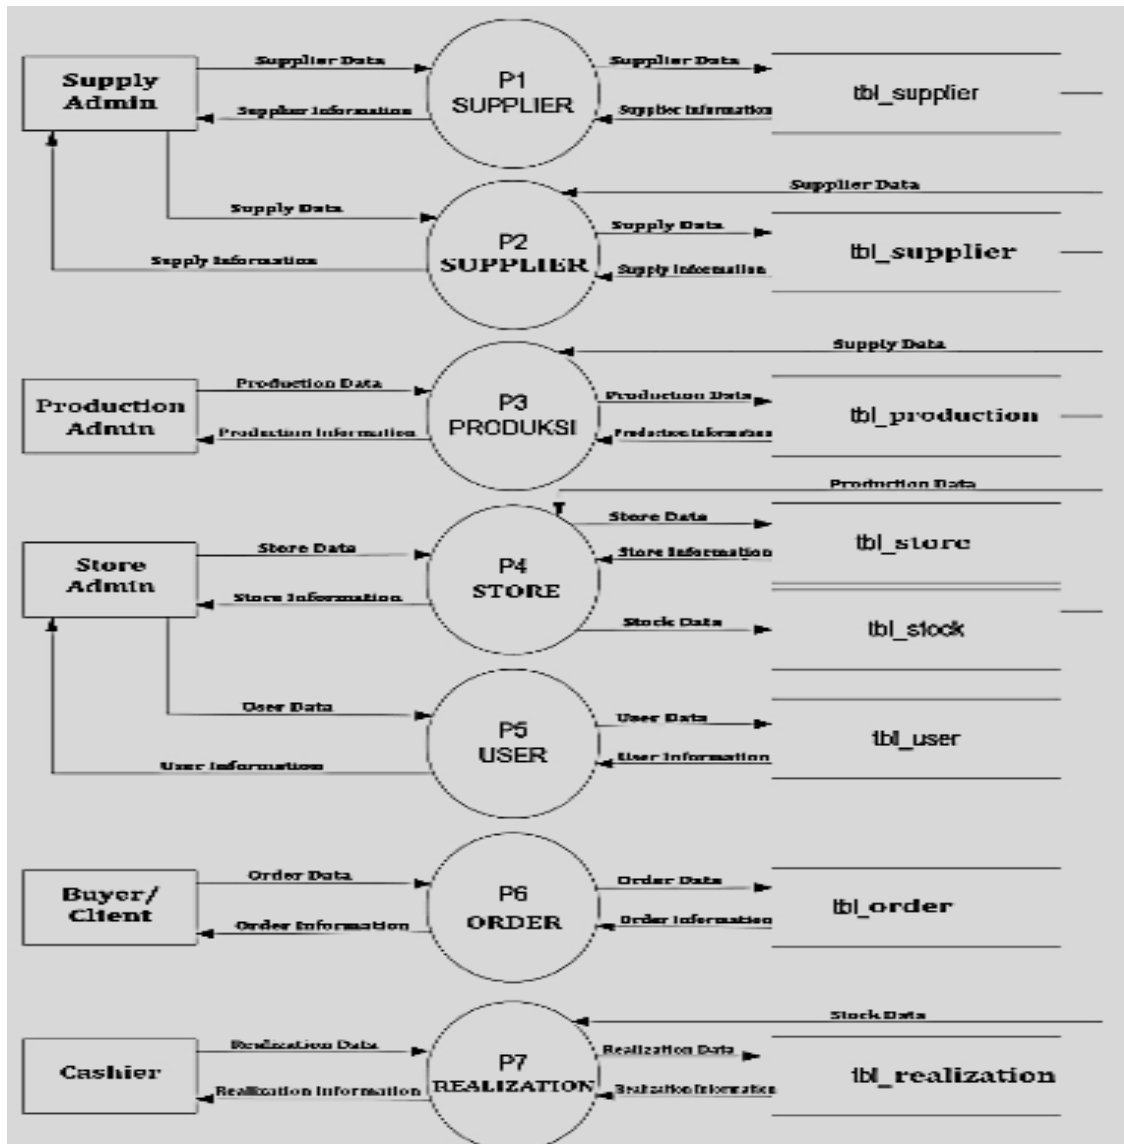 Supplier Data
Supplier Data
P1
SUPPLIER
Supply
Admin
tbl_supplier
Supplier Information
Supplier Information
Supplier Data
Supply Data
Supply Data
P2
SUPPLIER
tbl_supplier
Supply Information
Supply Information
Supply Data
Production Data
Production Data
P3
PRODUKSI
Production
Admin
tbl_production
Production Information
Production Information
Production Data
Store Data
Store Data
P4
STORE
Store
Admin
tbl_store
Store Information
Store Information
Stock Data
tbl_stock
User Data
User Data
P5
USER
tbl_user
User Information
User Information
Order Data
Order Data
P6
ORDER
Buyer/
Client
tbl_order
Order Information
Order Information
Stock Data
Realization Data
Realization Data
P7
REALIZATION
Cashier
tbl_realization
Realization Information
Realization Information